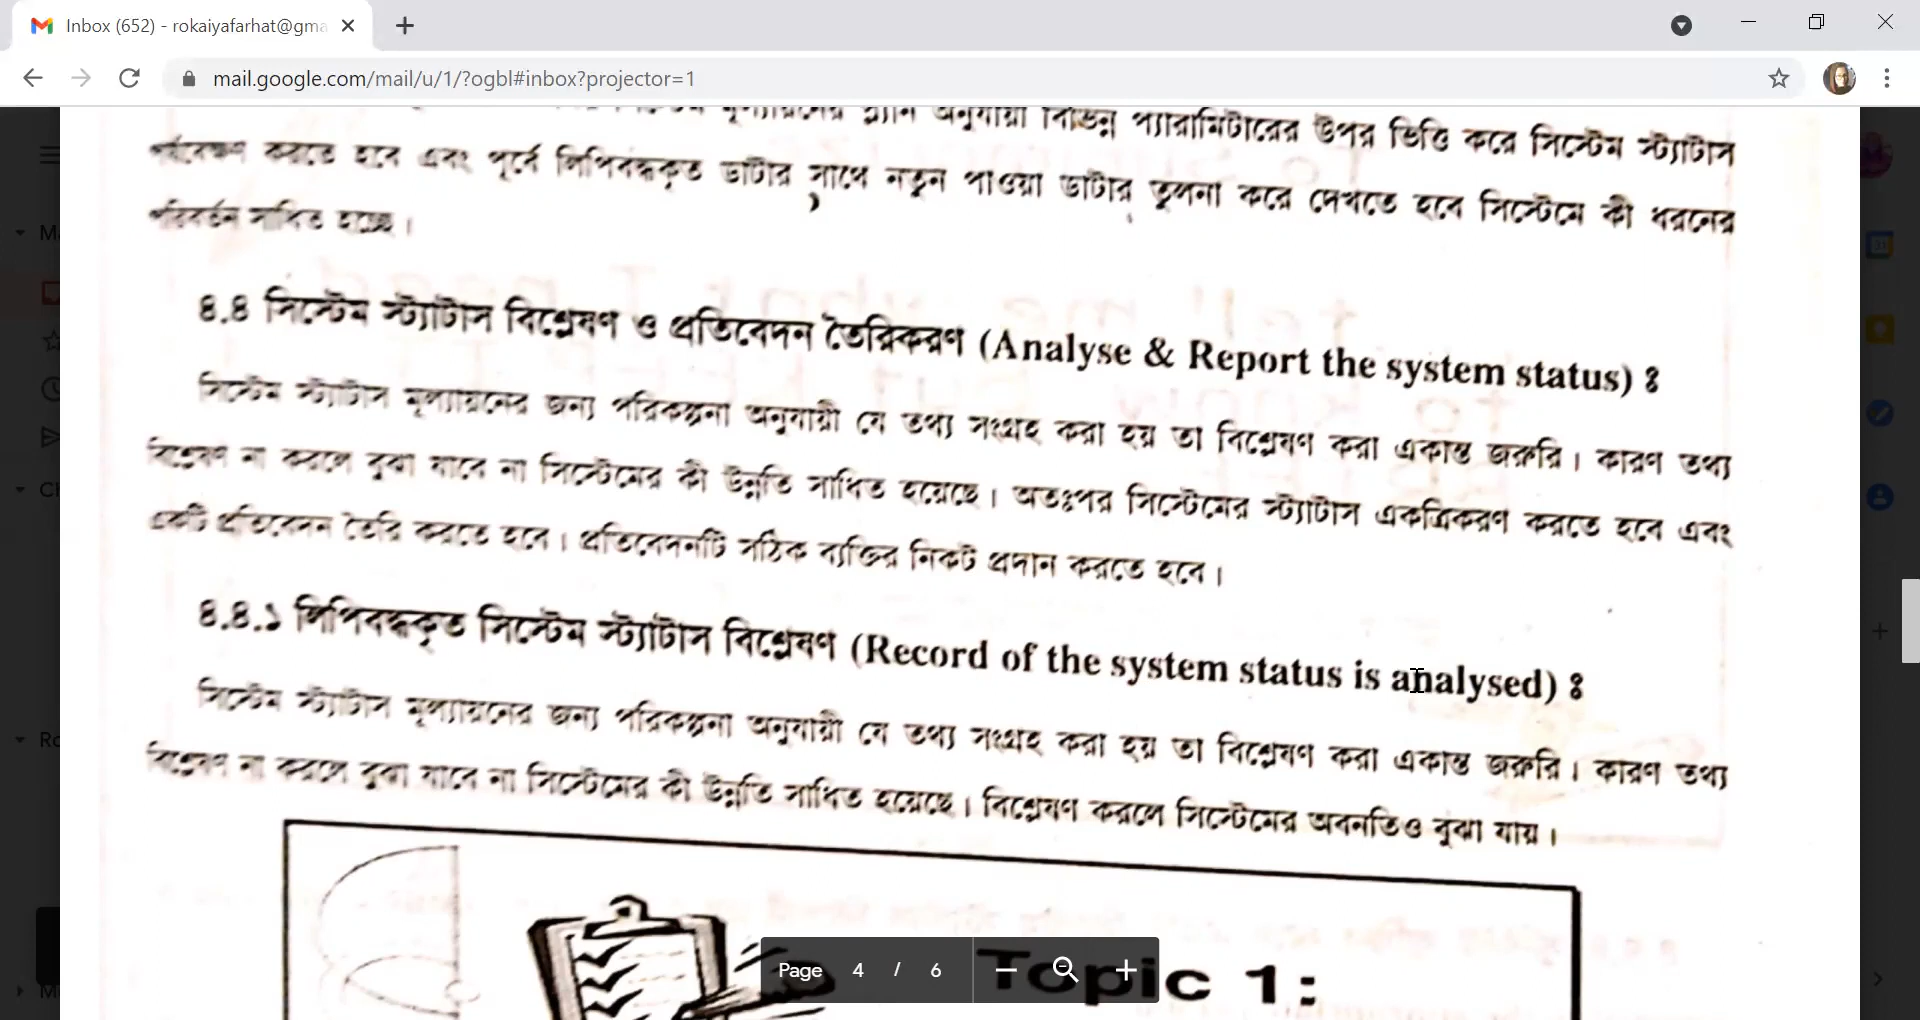 Inbox (652) - rokaiyafarhat@gma
mail.google.com/mail/u/1/?ogbl#inbox?projector=1
মূল্যায়নের প্ল্যান অনুযায়ী বিভিন্ন প্যারামিটারের উপর ভিত্তি করে সিস্টেম স্ট্যাটাস
পর্যবেক্ষণ করতে হবে এবং পূর্বে লিপিবদ্ধকৃত ডাটার সাথে নতুন পাওয়া ডাটার তুলনা করে দেখতে হবে সিস্টেমে কী ধরনের
পরিবর্তন সাধিত হচ্ছে।
৪.৪ সিস্টেম স্ট্যাটাস বিশ্লেষণ ও প্রতিবেদন তৈরিকরণ (Analyse & Report the system status) ঃ
সিস্টেম স্ট্যাটাস মূল্যায়নের জন্য পরিকল্পনা অনুযায়ী যে তথ্য সংগ্রহ করা হয় তা বিশ্লেষণ করা একান্ত জরুরি। কারণ তথ্য
বিশ্লেষণ না করলে বুঝা যাবে না সিস্টেমের কী উন্নতি সাধিত হয়েছে। অতঃপর সিস্টেমের স্ট্যাটাস একত্রিকরণ করতে হবে এবং
একটি প্রতিবেদন তৈরি করতে হবে। প্রতিবেদনটি সঠিক ব্যক্তির নিকট প্রদান করতে হবে।
৪.৪.১ লিপিবদ্ধকৃত সিস্টেম স্ট্যাটাস বিশ্লেষণ (Record of the system status is analysed) ঃ
সিস্টেম স্ট্যাটাস মূল্যায়নের জন্য পরিকল্পনা অনুযায়ী যে তথ্য সংগ্রহ করা হয় তা বিশ্লেষণ করা একান্ত জরুরি। কারণ তথ্য
বিশ্লেষণ না করলে বুঝা যাবে না সিস্টেমের কী উন্নতি সাধিত হয়েছে। বিশ্লেষণ করলে সিস্টেমের অবনতিও বুঝা যায়।
Topic 1:
Page 4 / 6